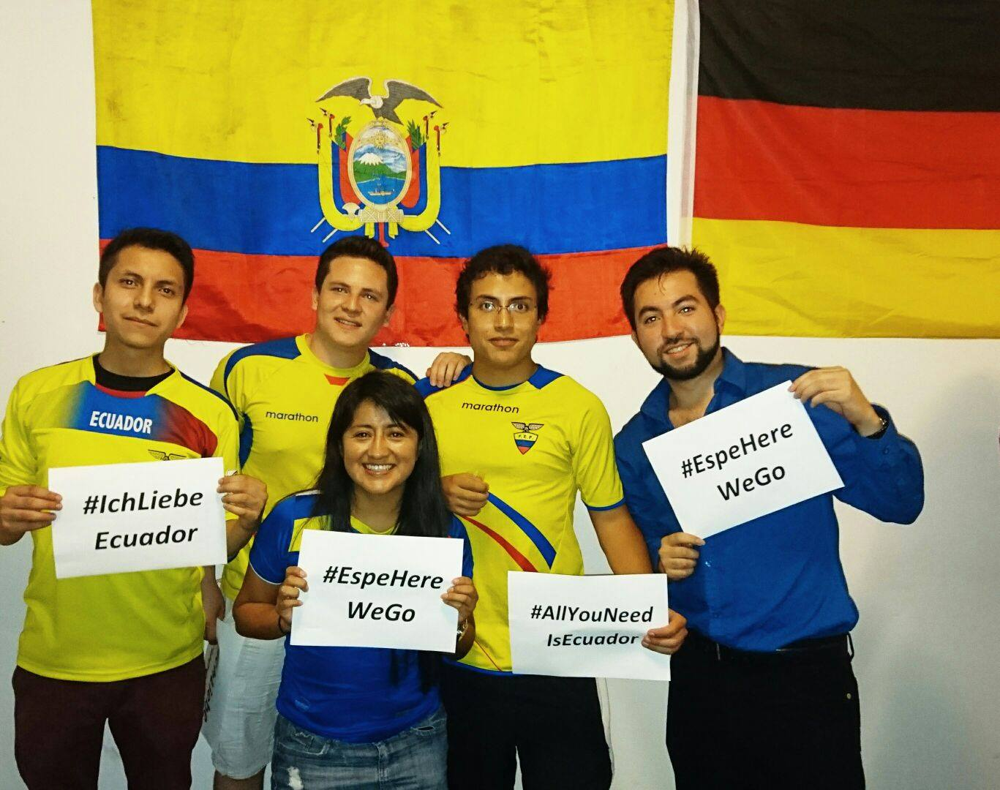 ECUADOR
marathon
marathon
F.E.F.
#IchLiebe
Ecuador
#EspeHere
WeGo
#AllYouNeed
IsEcuador
#EspeHere
WeGo